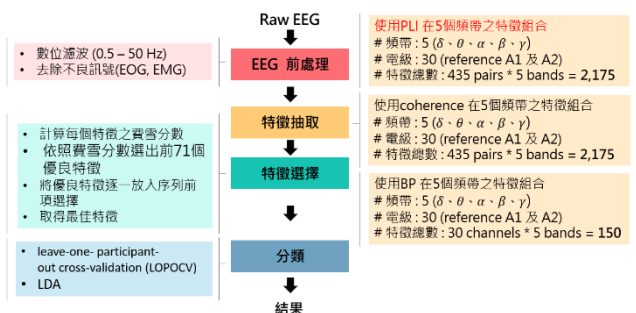 Raw EEG
• 數位濾波 (0.5 – 50 Hz)
• 去除不良訊號(EOG, EMG)
EEG 前處理
特徵抽取
• 計算每個特徵之費雪分數
• 依照費雪分數選出前71個
優良特徵
• 將優良特徵逐一放入序列前
項選擇
• 取得最佳特徵
特徵選擇
• leave-one- participant-
out cross-validation (LOPOCV)
• LDA
分類
結果
使用PLI 在5個頻帶之特徵組合
# 頻帶 : 5 (δ、θ、α、β、γ)
# 電級 : 30 (reference A1 及 A2)
# 特徵總數 : 435 pairs * 5 bands = 2,175
使用coherence 在5個頻帶之特徵組合
# 頻帶 : 5 (δ、θ、α、β、γ)
# 電級 : 30 (reference A1 及 A2)
# 特徵總數 : 435 pairs * 5 bands = 2,175
使用BP 在5個頻帶之特徵組合
# 頻帶 : 5 (δ、θ、α、β、γ)
# 電級 : 30 (reference A1 及 A2)
# 特徵總數 : 30 channels * 5 bands = 150